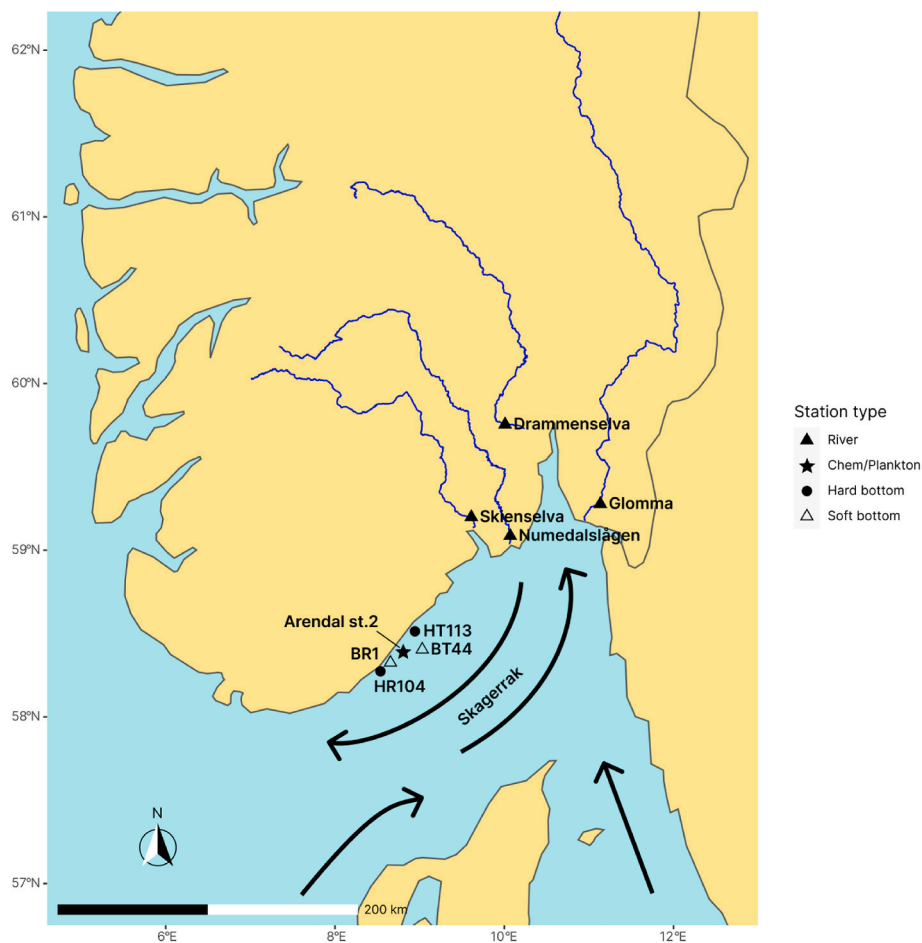 62°N
61°N
60°N
59°N
58°N
57°N
Drammenselva
Glomma
Skienselva
Numedalslågen
Arendal st.2
HT113
BR1
BT44
HR104
Skagerrak
N
200 km
6°E
8°E
10°E
12°E
Station type
River
Chem/Plankton
Hard bottom
Soft bottom